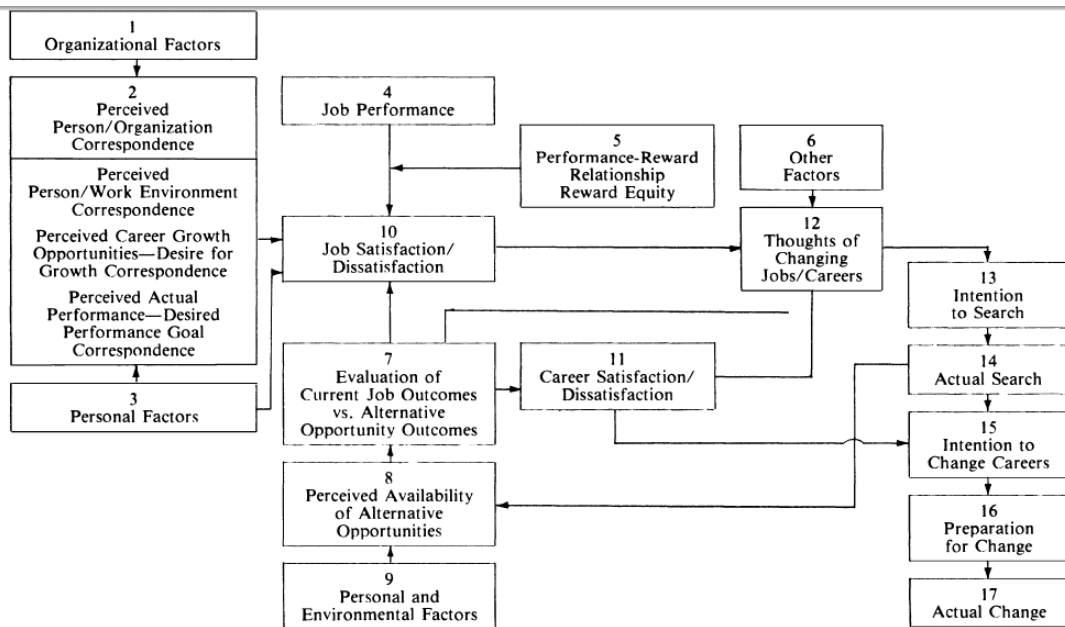 1
Organizational Factors
2
Perceived
Person/Organization
Correspondence
Perceived
Person/Work Environment
Correspondence
Perceived Career Growth
Opportunities—Desire for
Growth Correspondence
Perceived Actual
Performance—Desired
Performance Goal
Correspondence
3
Personal Factors
4
Job Performance
5
Performance-Reward
Relationship
Reward Equity
6
Other
Factors
7
Evaluation of
Current Job Outcomes
vs. Alternative
Opportunity Outcomes
8
Perceived Availability
of Alternative
Opportunities
9
Personal and
Environmental Factors
10
Job Satisfaction/
Dissatisfaction
11
Career Satisfaction/
Dissatisfaction
12
Thoughts of
Changing
Jobs/Careers
13
Intention
to Search
14
Actual Search
15
Intention to
Change Careers
16
Preparation
for Change
17
Actual Change